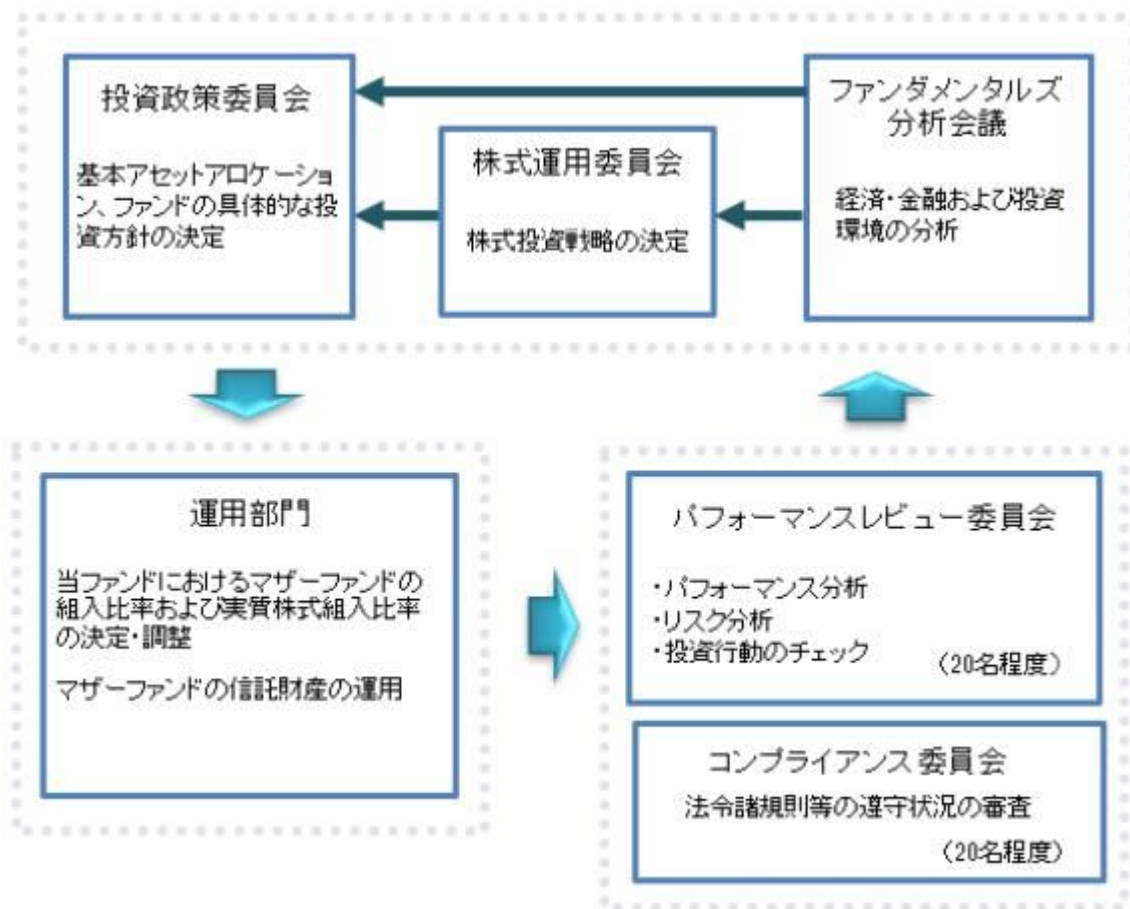 投資政策委員会
基本アセットアロケーショ
ン、ファンドの具体的な投
資方針の決定
株式運用委員会
株式投資戦略の決定
ファンダメンタルズ
分析会議
経済・金融および投資
環境の分析
運用部門
当ファンドにおけるマザーファンドの
組入比率および実質株式組入比率
の決定・調整
マザーファンドの信託財産の運用
パフォーマンスレビュー委員会
・パフォーマンス分析
・リスク分析
・投資行動のチェック
（20名程度）
コンプライアンス委員会
法令諸規則等の遵守状況の審査
（20名程度）